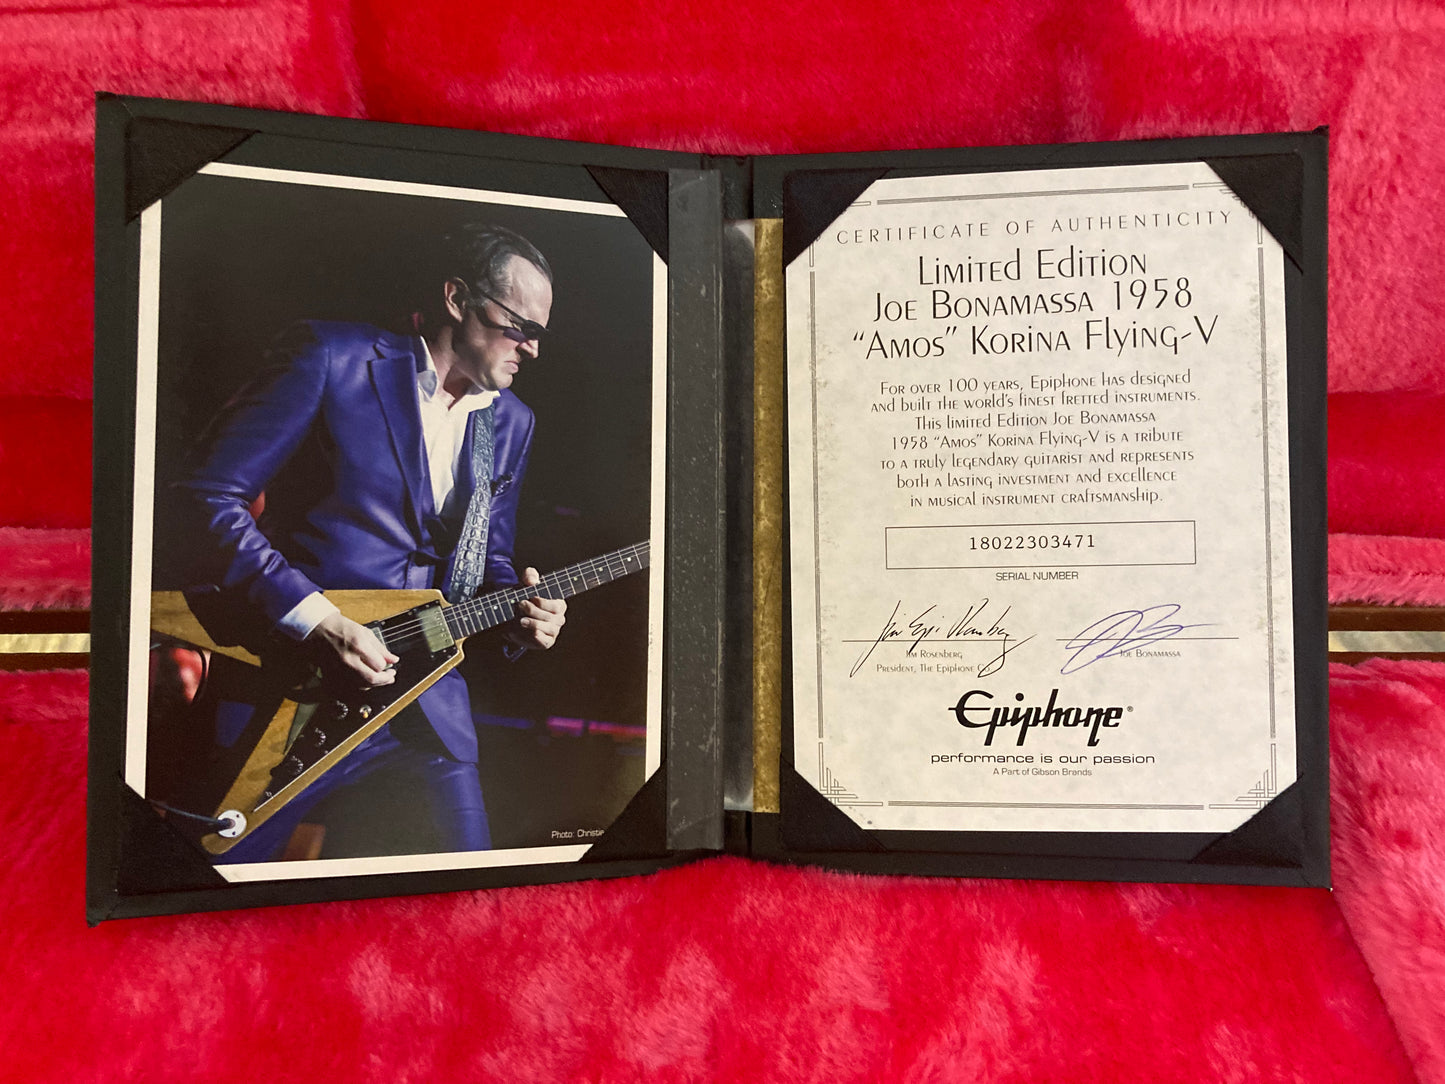 Photo: Christie
CERTIFICATE OF AUTHENTICITY
Limited Edition
Joe Bonamassa 1958
“Amos” Korina Flying-V
For over 100 years, Epiphone has designed
and built the world's finest fretted instruments.
This limited Edition Joe Bonamassa
1958 “Amos” Korina Flying-V is a tribute
to a truly legendary guitarist and represents
both a lasting investment and excellence
in musical instrument craftsmanship.
18022303471
SERIAL NUMBER
Jim Rosenberg
President, The Epiphone Co.
Joe Bonamassa
Epiphone®
performance is our passion
A Part of Gibson Brands